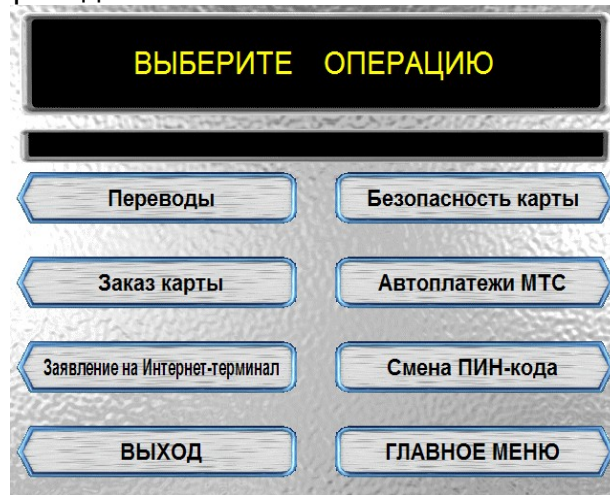 ВЫБЕРИТЕ ОПЕРАЦИЮ
Переводы
Безопасность карты
Заказ карты
Автоплатежи МТС
Заявление на Интернет-терминал
Смена ПИН-кода
ВЫХОД
ГЛАВНОЕ МЕНЮ